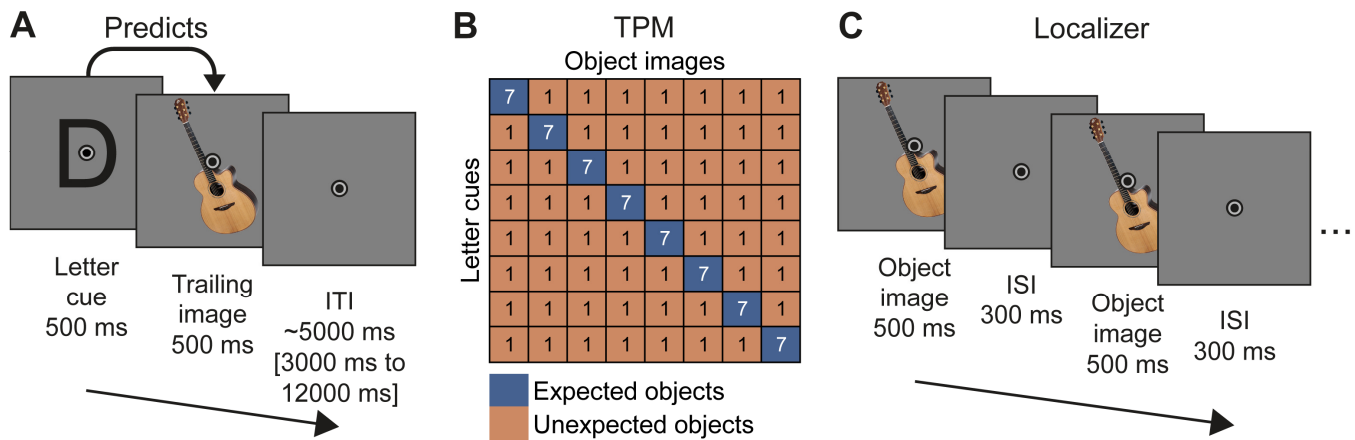 A
Predicts
D
Letter
cue
500 ms
Trailing
image
500 ms
ITI
~5000 ms
[3000 ms to
12000 ms]
B
TPM
Object images
Letter cues
7 1 1 1 1 1 1 1
1 7 1 1 1 1 1 1
1 1 7 1 1 1 1 1
1 1 1 7 1 1 1 1
1 1 1 1 7 1 1 1
1 1 1 1 1 7 1 1
1 1 1 1 1 1 7 1
1 1 1 1 1 1 1 7
Expected objects
Unexpected objects
C
Localizer
Object
image
500 ms
ISI
300 ms
Object
image
500 ms
ISI
300 ms
...